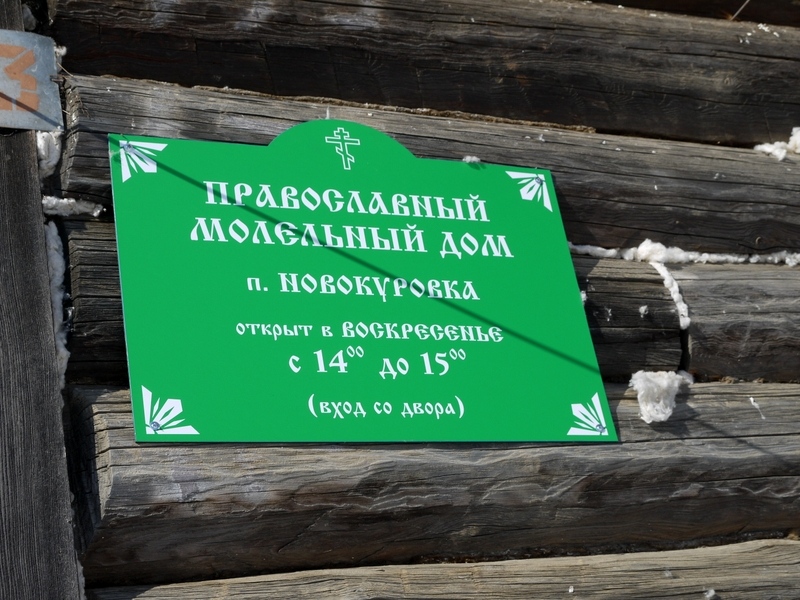 ПРАВОСЛАВНЫЙ
МОЛЕЛЬНЫЙ ДОМ
п. НОВОКУРОВКА
открыт в ВОСКРЕСЕНЬЕ
с 14⁰⁰ до 15⁰⁰
(вход со двора)